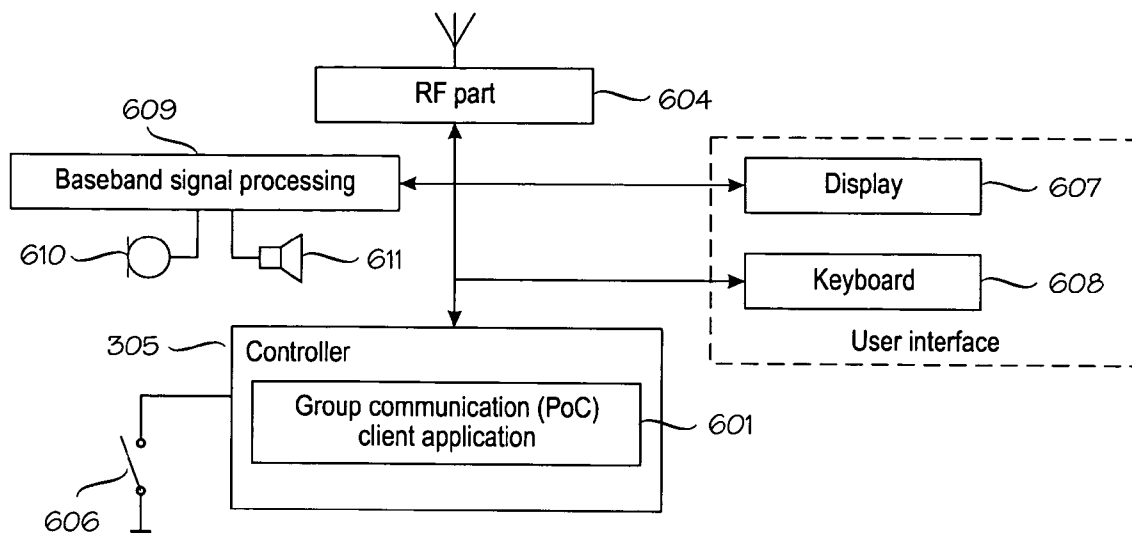 RF part
604
609
Baseband signal processing
Display
607
610
611
Keyboard
608
User interface
305
Controller
Group communication (PoC)
client application
601
606